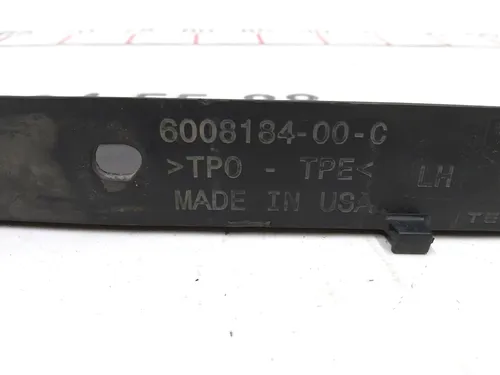 6008184-00-C
>TPO - TPE<
LH
MADE IN USA